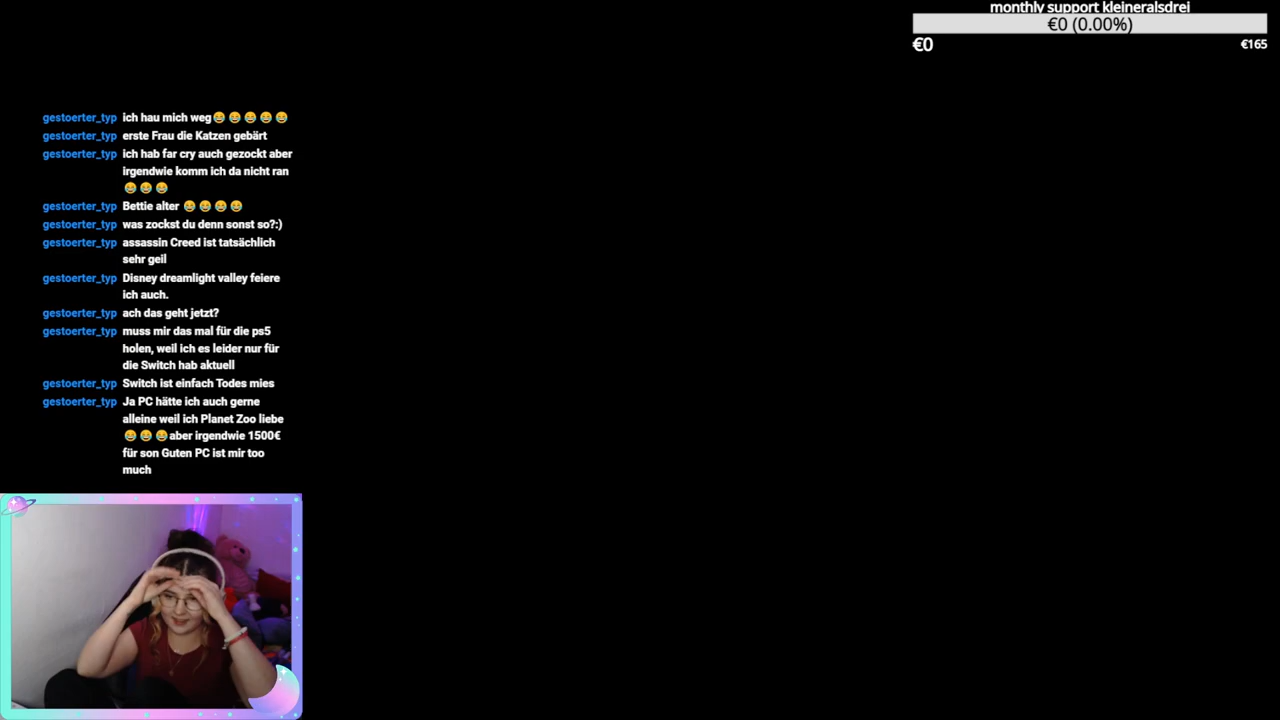 monthly support kleineralsdrei
€0 (0.00%)
€0 €165
gestoerter_typ ich hau mich weg😂😂😂😂😂
gestoerter_typ erste Frau die Katzen gebärt
gestoerter_typ ich hab far cry auch gezockt aber
irgendwie komm ich da nicht ran
😂😂😂
gestoerter_typ Bettie alter 😂😂😂😂
gestoerter_typ was zockst du denn sonst so?:)
gestoerter_typ assassin Creed ist tatsächlich
sehr geil
gestoerter_typ Disney dreamlight valley feiere
ich auch.
gestoerter_typ ach das geht jetzt?
gestoerter_typ muss mir das mal für die ps5
holen, weil ich es leider nur für
die Switch hab aktuell
gestoerter_typ Switch ist einfach Todes mies
gestoerter_typ Ja PC hätte ich auch gerne
alleine weil ich Planet Zoo liebe
😂😂😂aber irgendwie 1500€
für son Guten PC ist mir too
much